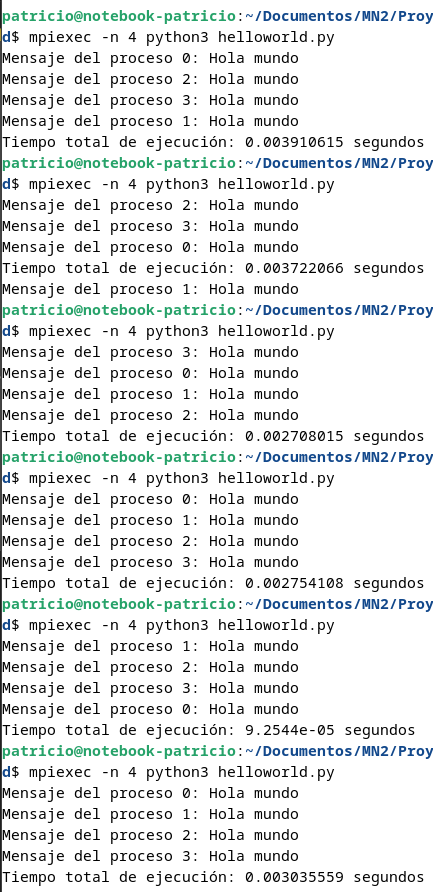 patricio@notebook-patricio:~/Documentos/MN2/Proy
d$ mpiexec -n 4 python3 helloworld.py
Mensaje del proceso 0: Hola mundo
Mensaje del proceso 2: Hola mundo
Mensaje del proceso 3: Hola mundo
Mensaje del proceso 1: Hola mundo
Tiempo total de ejecución: 0.003910615 segundos
patricio@notebook-patricio:~/Documentos/MN2/Proy
d$ mpiexec -n 4 python3 helloworld.py
Mensaje del proceso 2: Hola mundo
Mensaje del proceso 3: Hola mundo
Mensaje del proceso 0: Hola mundo
Tiempo total de ejecución: 0.003722066 segundos
Mensaje del proceso 1: Hola mundo
patricio@notebook-patricio:~/Documentos/MN2/Proy
d$ mpiexec -n 4 python3 helloworld.py
Mensaje del proceso 3: Hola mundo
Mensaje del proceso 0: Hola mundo
Mensaje del proceso 1: Hola mundo
Mensaje del proceso 2: Hola mundo
Tiempo total de ejecución: 0.002708015 segundos
patricio@notebook-patricio:~/Documentos/MN2/Proy
d$ mpiexec -n 4 python3 helloworld.py
Mensaje del proceso 0: Hola mundo
Mensaje del proceso 1: Hola mundo
Mensaje del proceso 2: Hola mundo
Mensaje del proceso 3: Hola mundo
Tiempo total de ejecución: 0.002754108 segundos
patricio@notebook-patricio:~/Documentos/MN2/Proy
d$ mpiexec -n 4 python3 helloworld.py
Mensaje del proceso 1: Hola mundo
Mensaje del proceso 2: Hola mundo
Mensaje del proceso 3: Hola mundo
Mensaje del proceso 0: Hola mundo
Tiempo total de ejecución: 9.2544e-05 segundos
patricio@notebook-patricio:~/Documentos/MN2/Proy
d$ mpiexec -n 4 python3 helloworld.py
Mensaje del proceso 0: Hola mundo
Mensaje del proceso 1: Hola mundo
Mensaje del proceso 2: Hola mundo
Mensaje del proceso 3: Hola mundo
Tiempo total de ejecución: 0.003035559 segundos